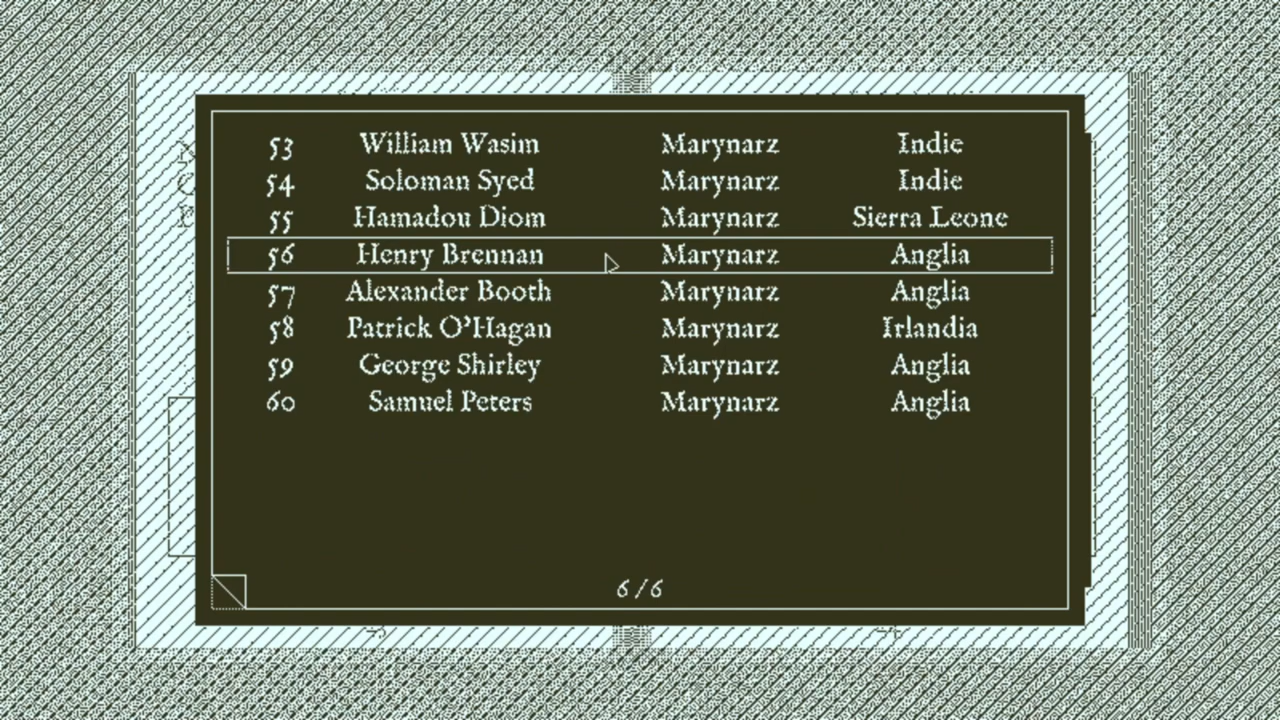 53 William Wasim Marynarz Indie
54 Soloman Syed Marynarz Indie
55 Hamadou Diom Marynarz Sierra Leone
56 Henry Brennan Marynarz Anglia
57 Alexander Booth Marynarz Anglia
58 Patrick O'Hagan Marynarz Irlandia
59 George Shirley Marynarz Anglia
60 Samuel Peters Marynarz Anglia
6/6